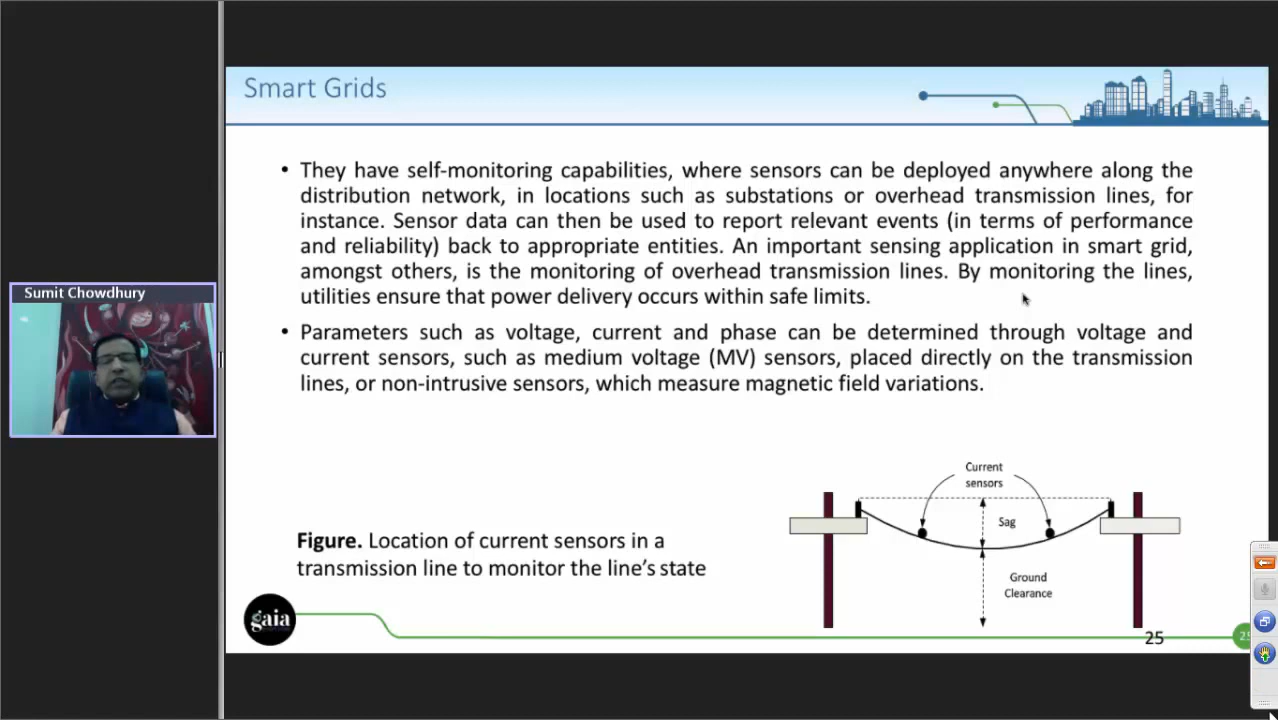 Smart Grids
Sumit Chowdhury
• They have self-monitoring capabilities, where sensors can be deployed anywhere along the
distribution network, in locations such as substations or overhead transmission lines, for
instance. Sensor data can then be used to report relevant events (in terms of performance
and reliability) back to appropriate entities. An important sensing application in smart grid,
amongst others, is the monitoring of overhead transmission lines. By monitoring the lines,
utilities ensure that power delivery occurs within safe limits.
• Parameters such as voltage, current and phase can be determined through voltage and
current sensors, such as medium voltage (MV) sensors, placed directly on the transmission
lines, or non-intrusive sensors, which measure magnetic field variations.
Current
sensors
Sag
Ground
Clearance
Figure. Location of current sensors in a
transmission line to monitor the line's state
gaia
25
25